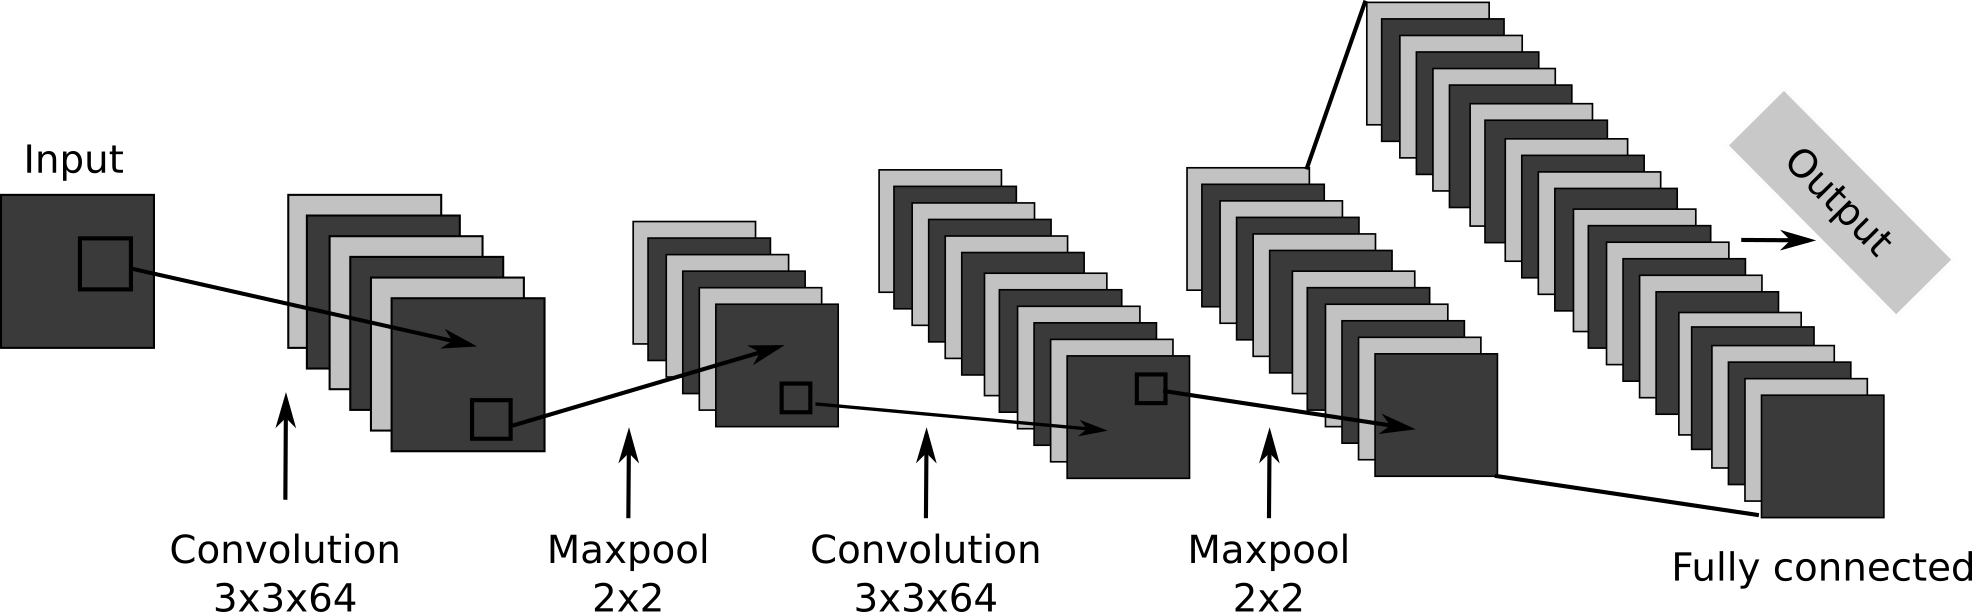 Input
Convolution
3x3x64
Maxpool
2x2
Convolution
3x3x64
Maxpool
2x2
Fully connected
Output